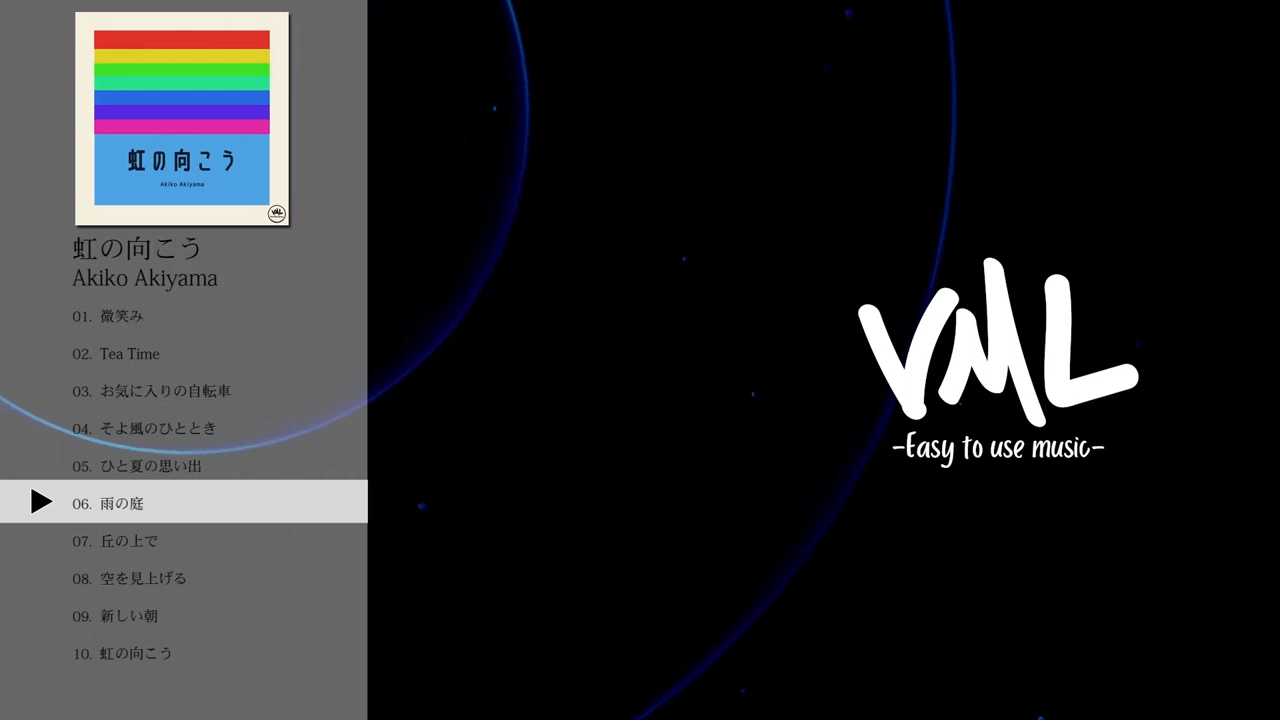 虹の向こう
Akiko Akiyama
VML
虹の向こう
Akiko Akiyama
01. 微笑み
02. Tea Time
03. お気に入りの自転車
04. そよ風のひととき
05. ひと夏の思い出
06. 雨の庭
07. 丘の上で
08. 空を見上げる
09. 新しい朝
10. 虹の向こう
VML
-Easy to use music-